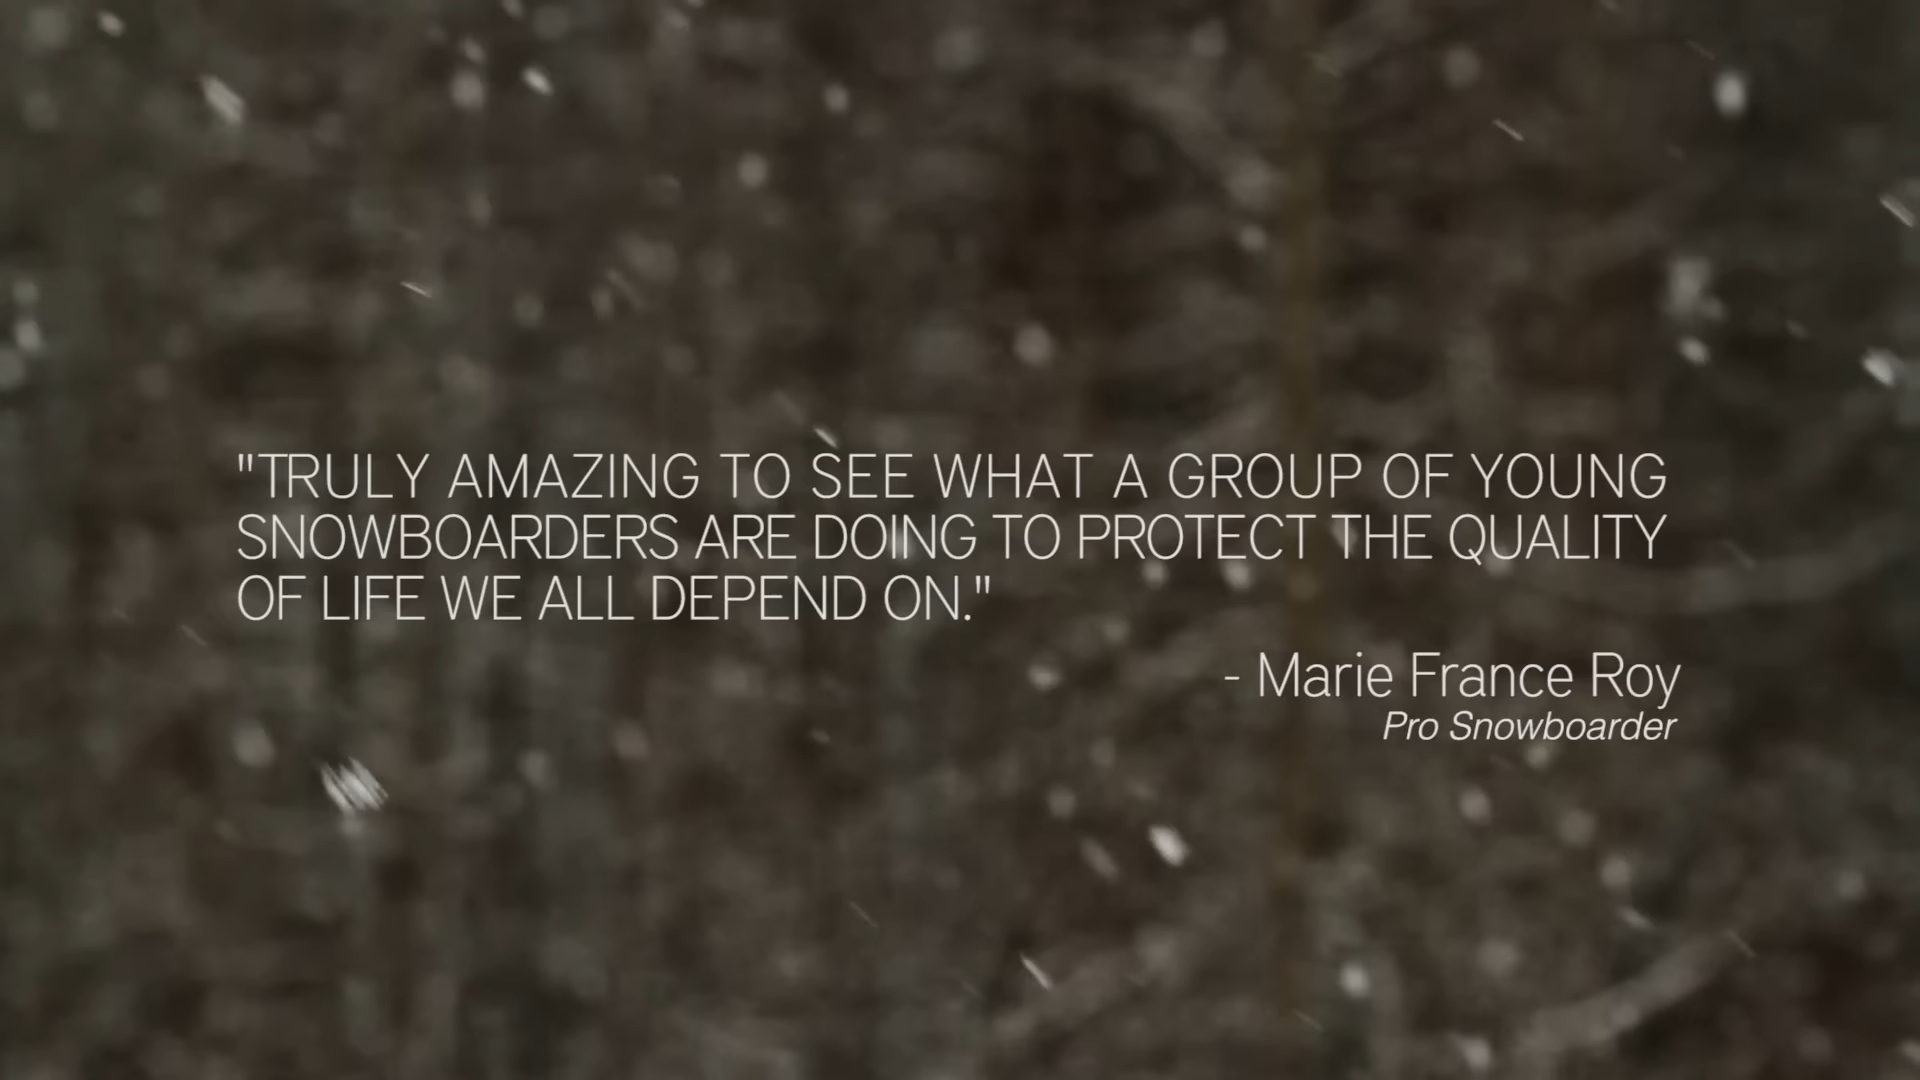 "TRULY AMAZING TO SEE WHAT A GROUP OF YOUNG
SNOWBOARDERS ARE DOING TO PROTECT THE QUALITY
OF LIFE WE ALL DEPEND ON."
- Marie France Roy
Pro Snowboarder